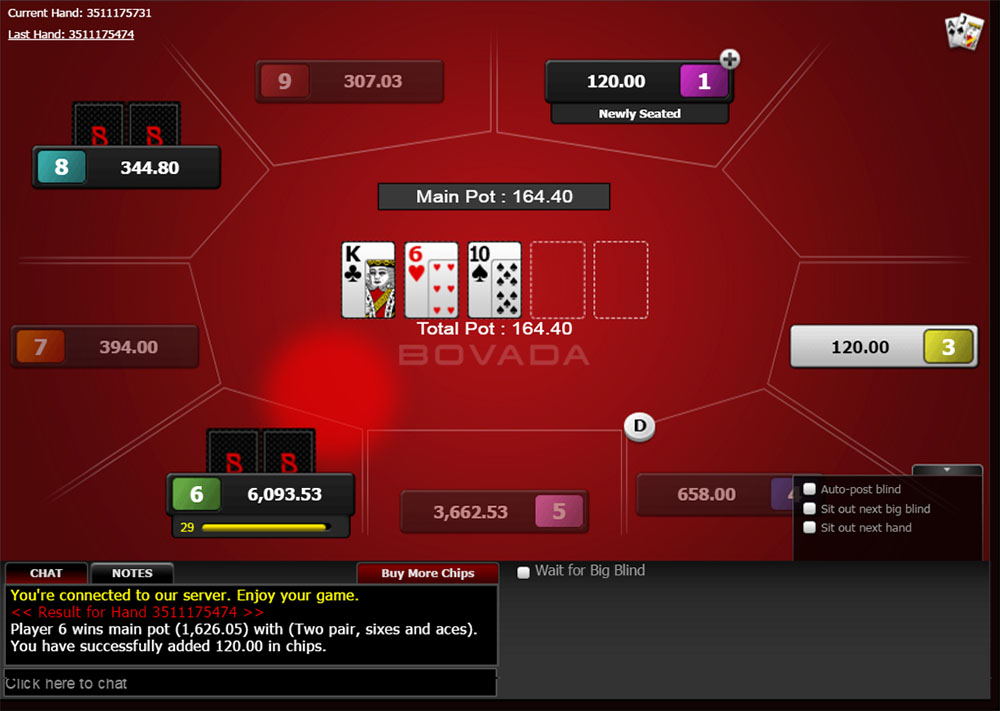 Current Hand: 3511175731
Last Hand: 3511175474
9 307.03
120.00 1
Newly Seated
8 344.80
Main Pot : 164.40
K 6 10
Total Pot : 164.40
BOVADA
7 394.00
120.00 3
D
6 6,093.53
29
3,662.53 5
658.00 4
Auto-post blind
Sit out next big blind
Sit out next hand
CHAT NOTES Buy More Chips
Wait for Big Blind
You're connected to our server. Enjoy your game.
<< Result for Hand 3511175474 >>
Player 6 wins main pot (1,626.05) with (Two pair, sixes and aces).
You have successfully added 120.00 in chips.
Click here to chat